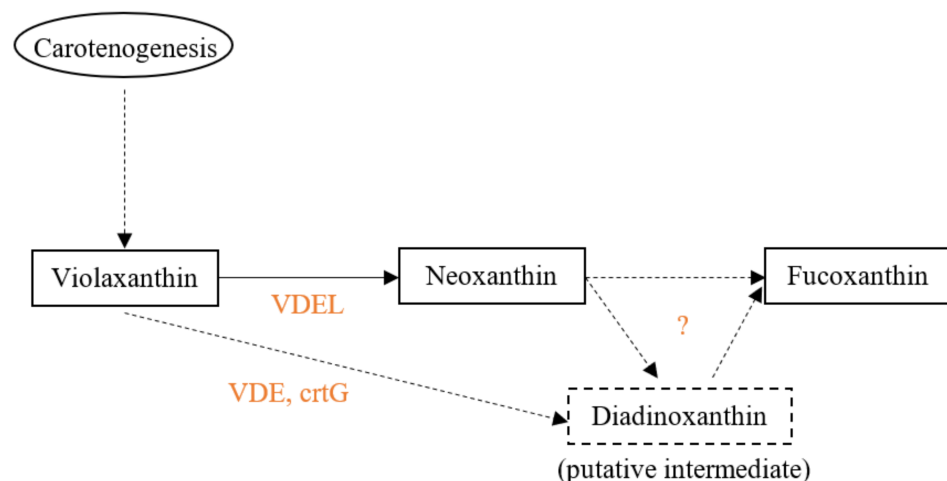 Carotenogenesis
Violaxanthin
Neoxanthin
Fucoxanthin
VDEL
?
VDE, crtG
Diadinoxanthin
(putative intermediate)